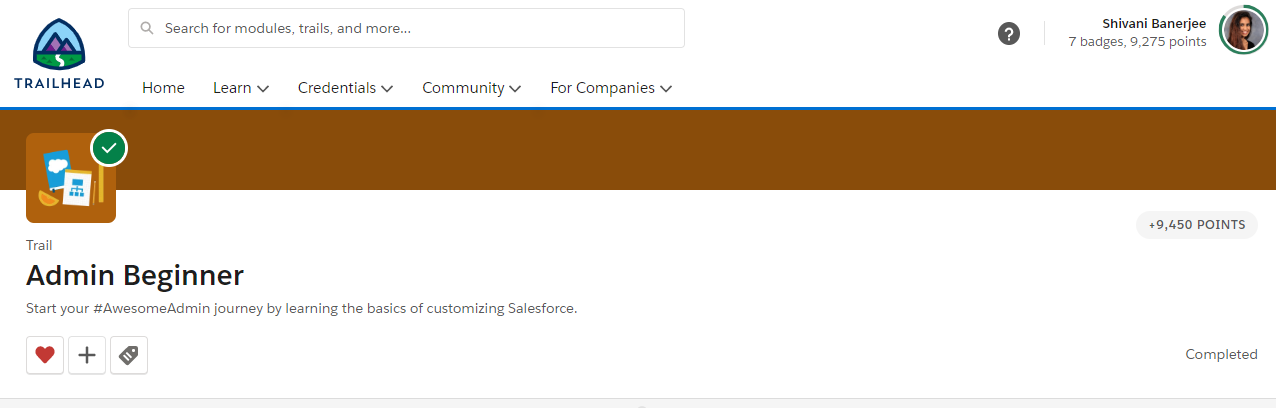 Search for modules, trails, and more...
?
Shivani Banerjee
7 badges, 9,275 points
TRAILHEAD
Home
Learn
Credentials
Community
For Companies
+9,450 POINTS
Trail
Admin Beginner
Start your #AwesomeAdmin journey by learning the basics of customizing Salesforce.
Completed